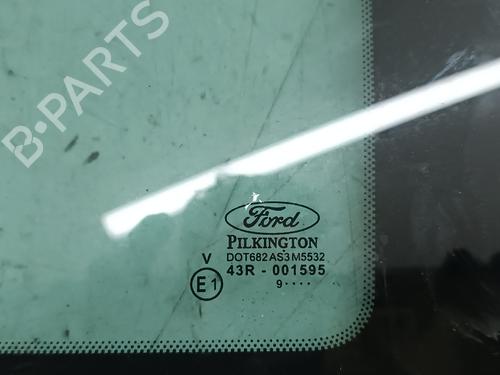 B-PARTS
Ford
PILKINGTON
DOT682 AS3 M5532
V 43R - 001595
E1
9····